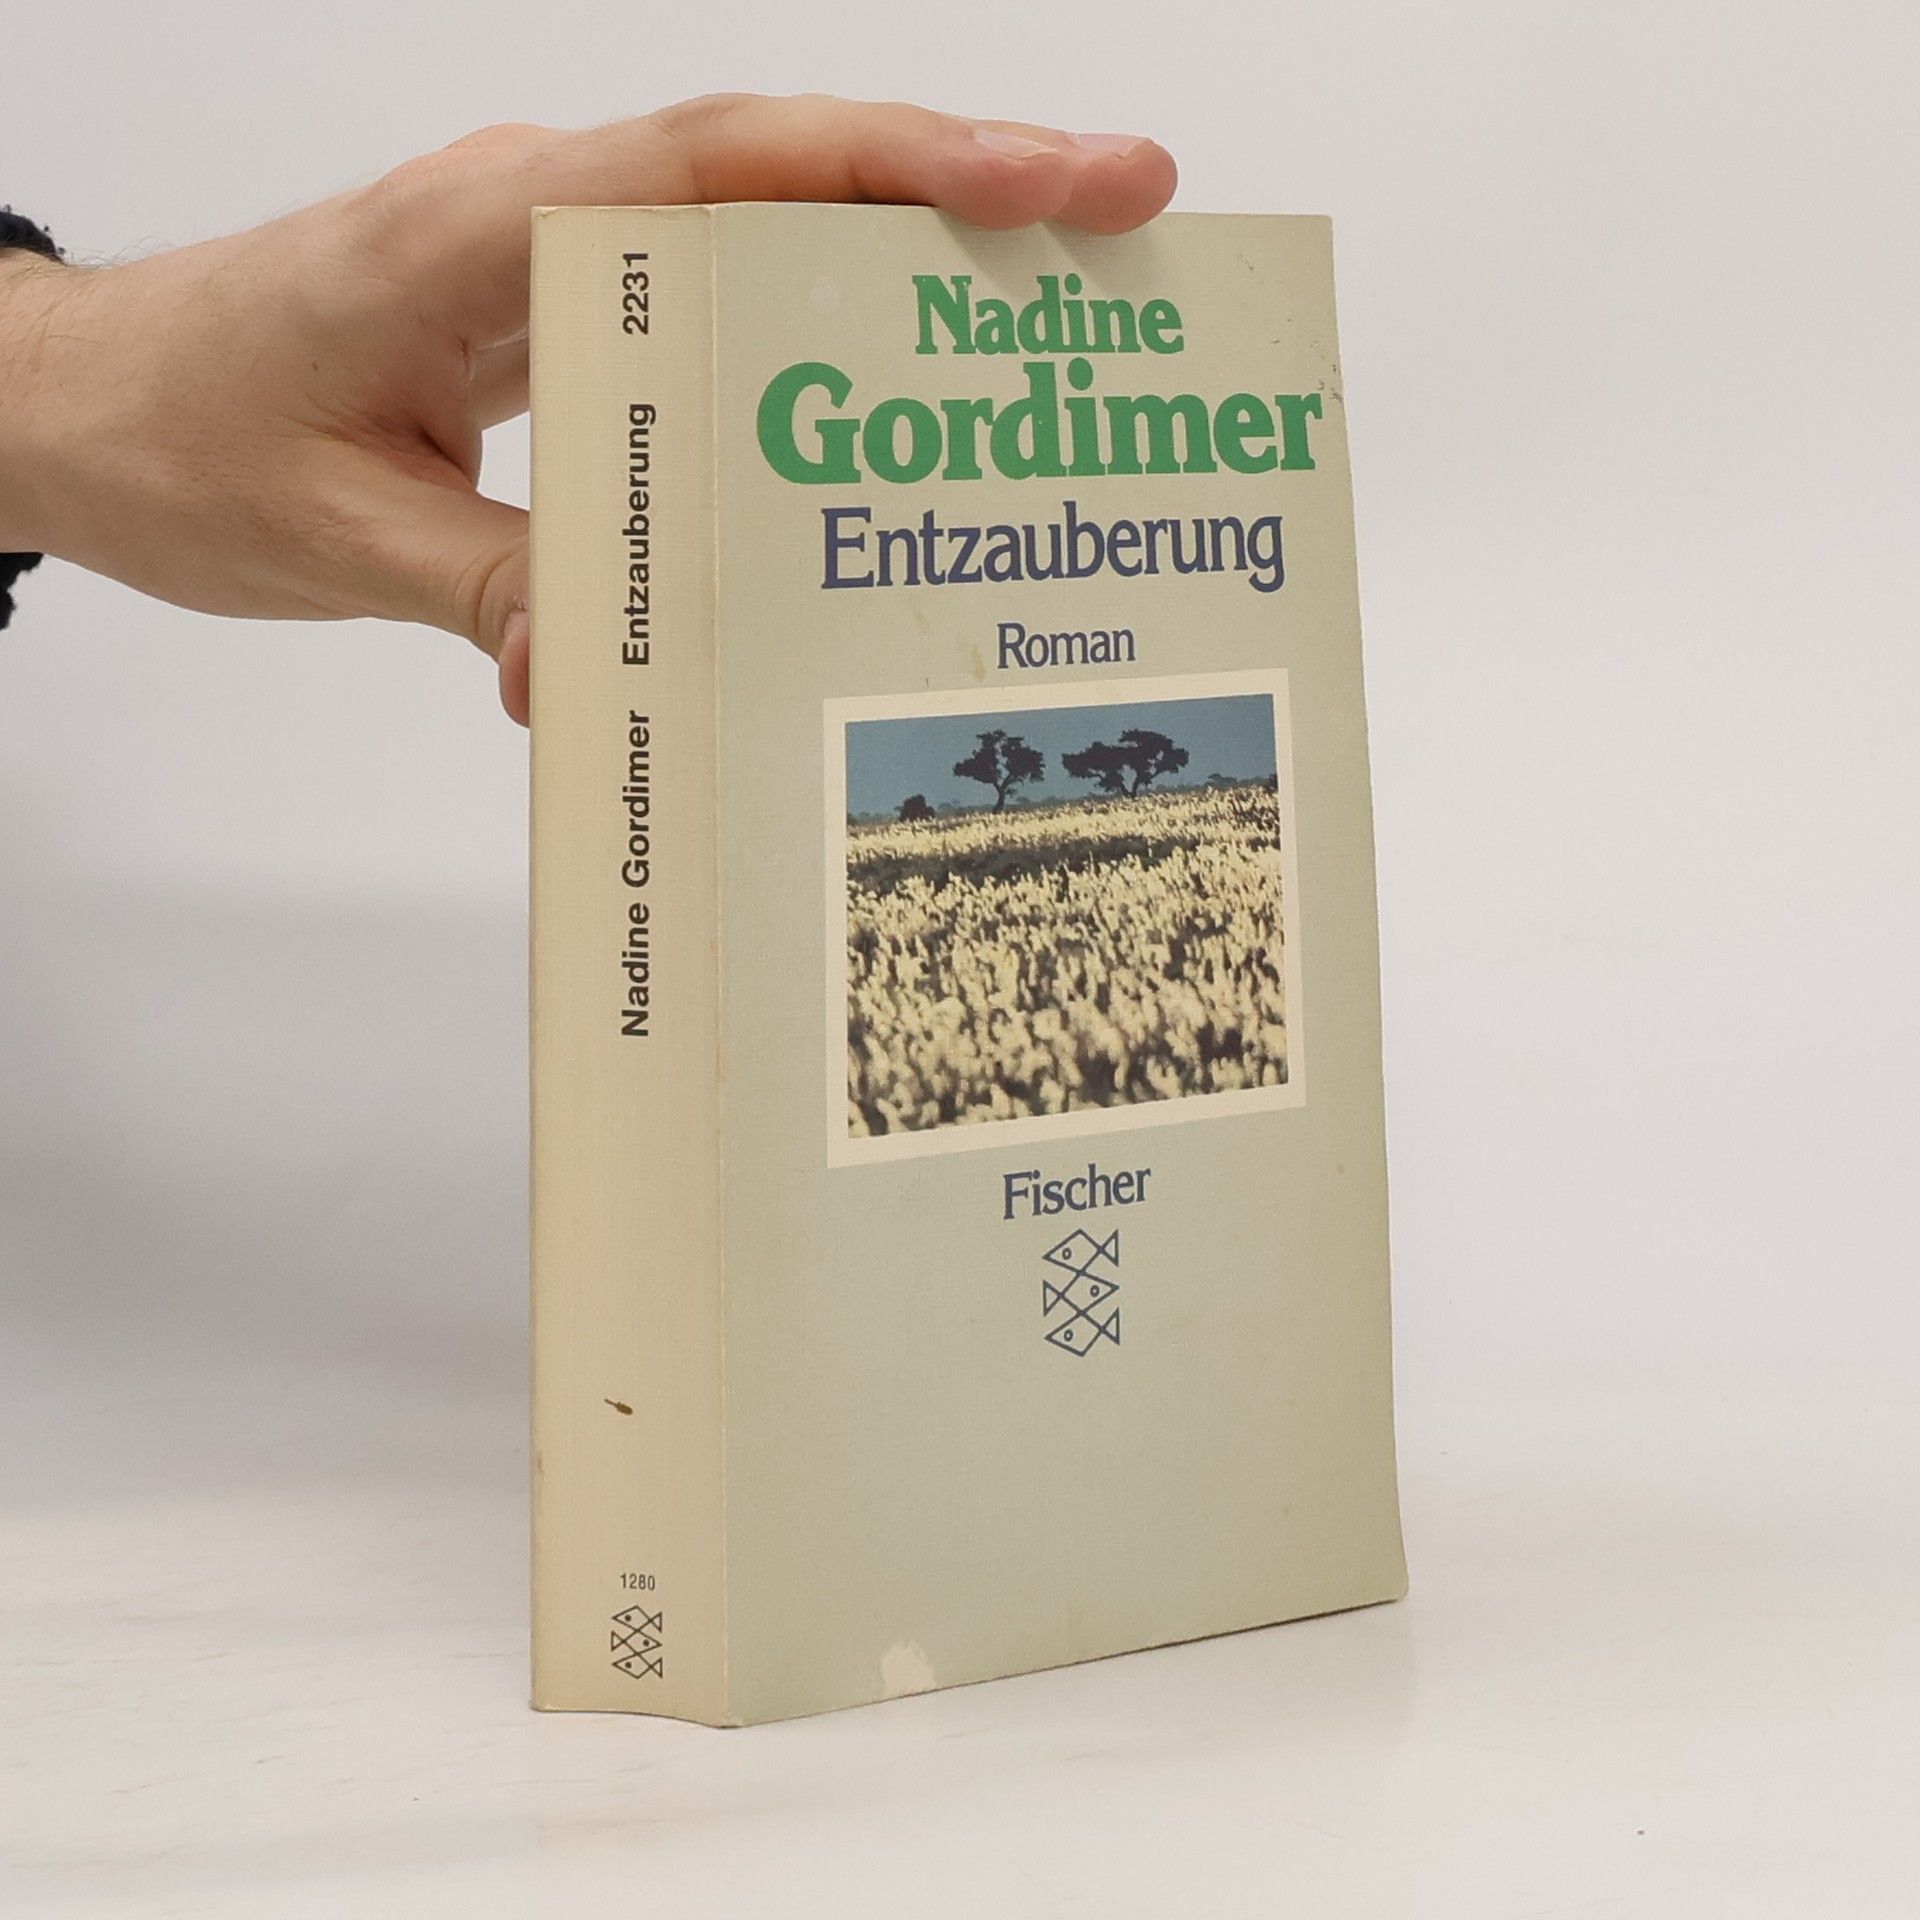 Nadine Gordimer Entzauberung 2231
1280
Nadine
Gordimer
Entzauberung
Roman
Fischer